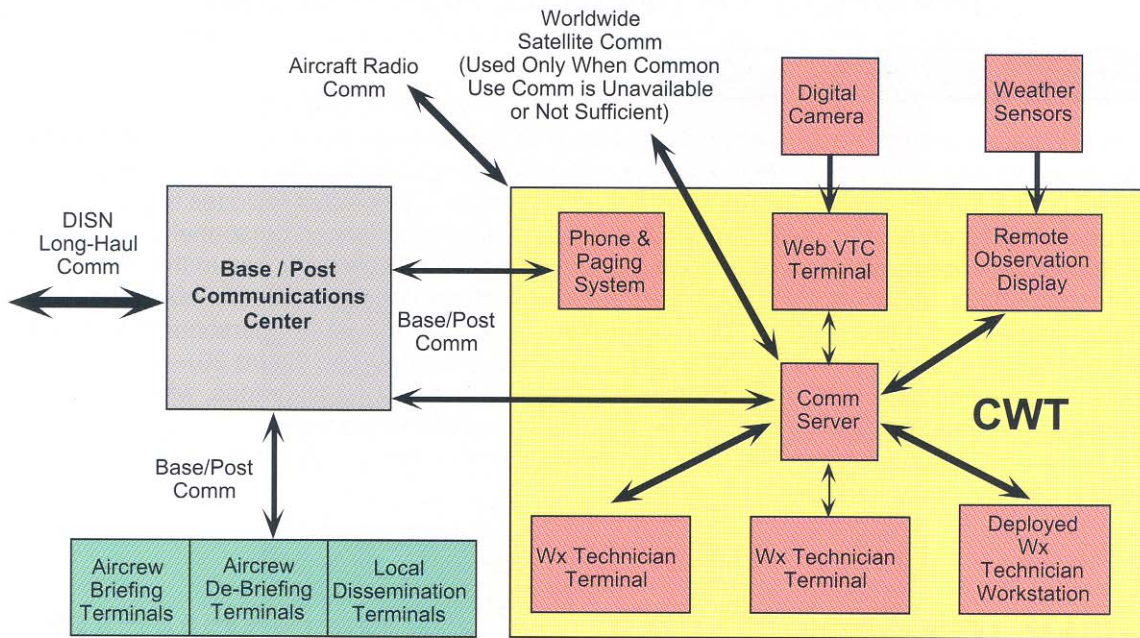 Worldwide
Satellite Comm
(Used Only When Common
Use Comm is Unavailable
or Not Sufficient)
Aircraft Radio
Comm
Digital
Camera
Weather
Sensors
DISN
Long-Haul
Comm
Base / Post
Communications
Center
Phone &
Paging
System
Web VTC
Terminal
Remote
Observation
Display
Base/Post
Comm
Comm
Server
CWT
Base/Post
Comm
Wx Technician
Terminal
Wx Technician
Terminal
Deployed
Wx
Technician
Workstation
Aircrew
Briefing
Terminals
Aircrew
De-Briefing
Terminals
Local
Dissemination
Terminals